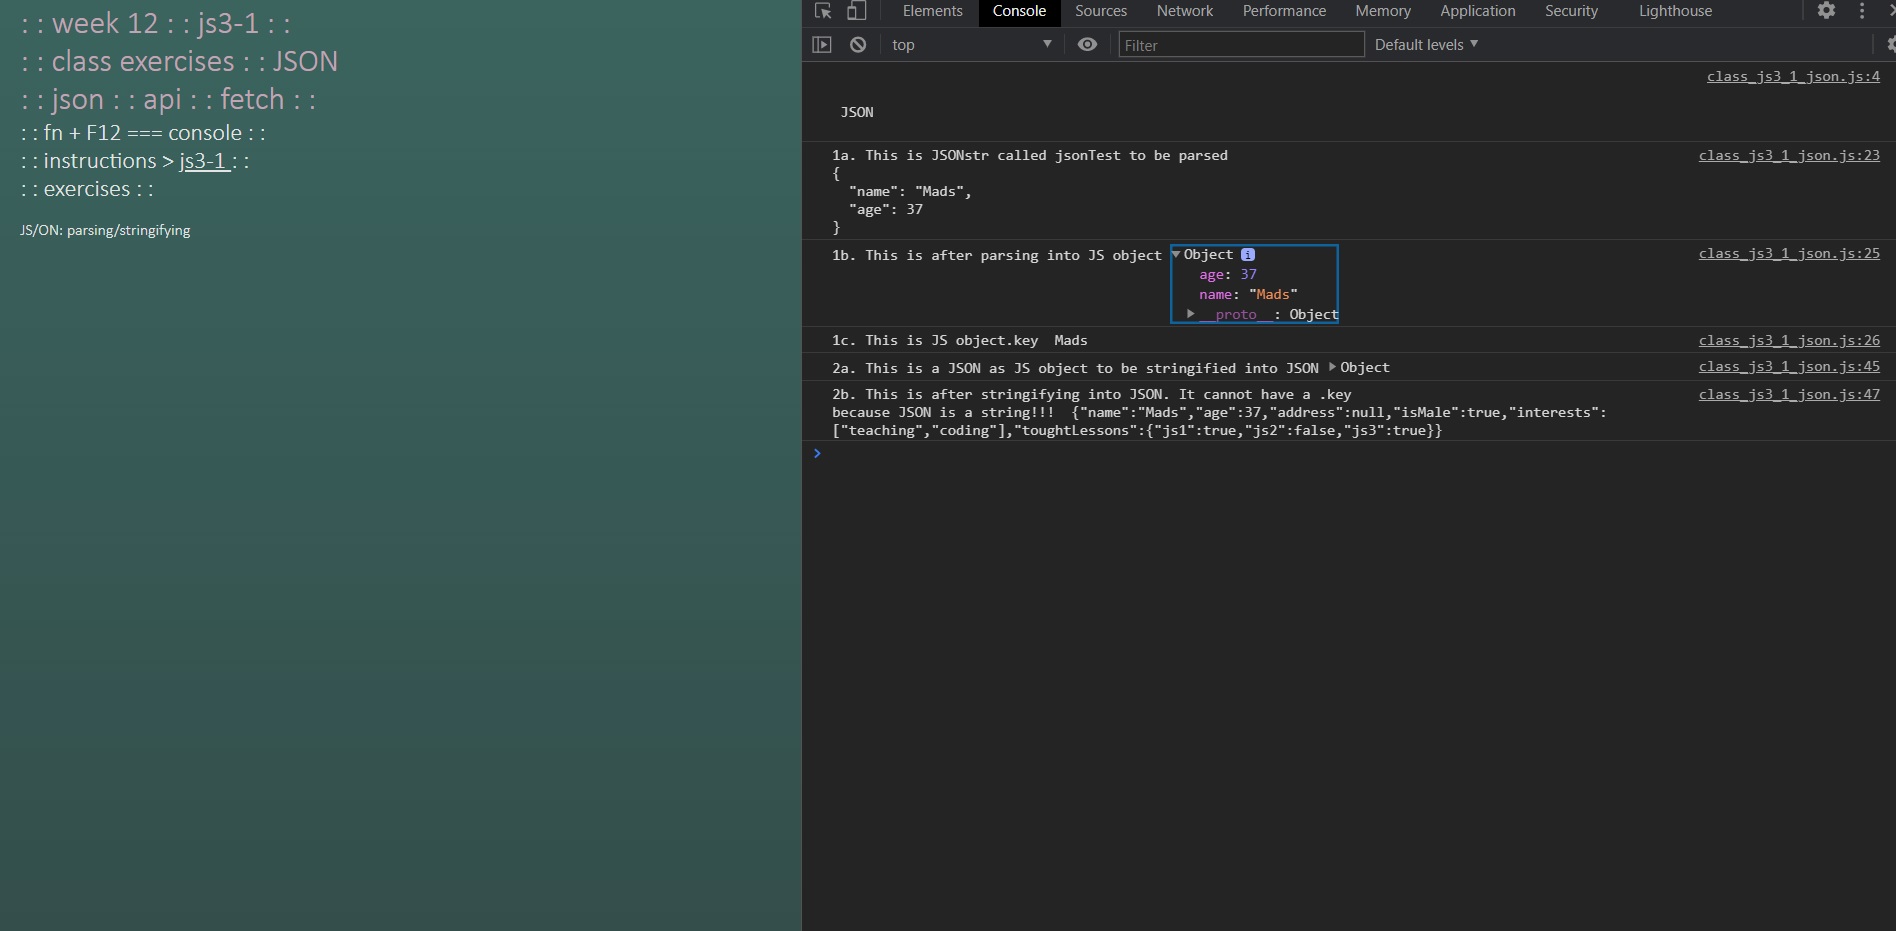 : : week 12 : : js3-1 : :
: : class exercises : : JSON
: : json : : api : : fetch : :
: : fn + F12 === console : :
: : instructions > js3-1 : :
: : exercises : :
JS/ON: parsing/stringifying
Elements Console Sources Network Performance Memory Application Security Lighthouse
top Filter Default levels
class_js3_1_json.js:4
JSON
1a. This is JSONstr called jsonTest to be parsed class_js3_1_json.js:23
{
"name": "Mads",
"age": 37
}
1b. This is after parsing into JS object Object i class_js3_1_json.js:25
age: 37
name: "Mads"
__proto__: Object
1c. This is JS object.key  Mads class_js3_1_json.js:26
2a. This is a JSON as JS object to be stringified into JSON Object class_js3_1_json.js:45
2b. This is after stringifying into JSON. It cannot have a .key class_js3_1_json.js:47
because JSON is a string!!!  {"name":"Mads","age":37,"address":null,"isMale":true,"interests":
["teaching","coding"],"toughtLessons":{"js1":true,"js2":false,"js3":true}}